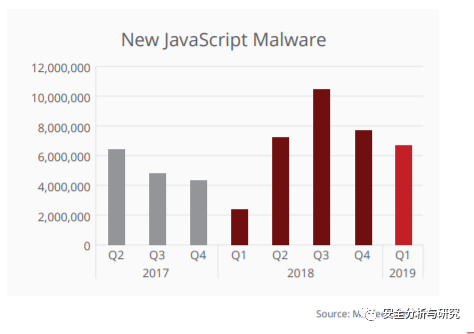 New JavaScript Malware
12,000,000
10,000,000
8,000,000
6,000,000
4,000,000
2,000,000
0
Q2 Q3 Q4 Q1 Q2 Q3 Q4 Q1
2017 2018 2019
Source:
安全分析与研究